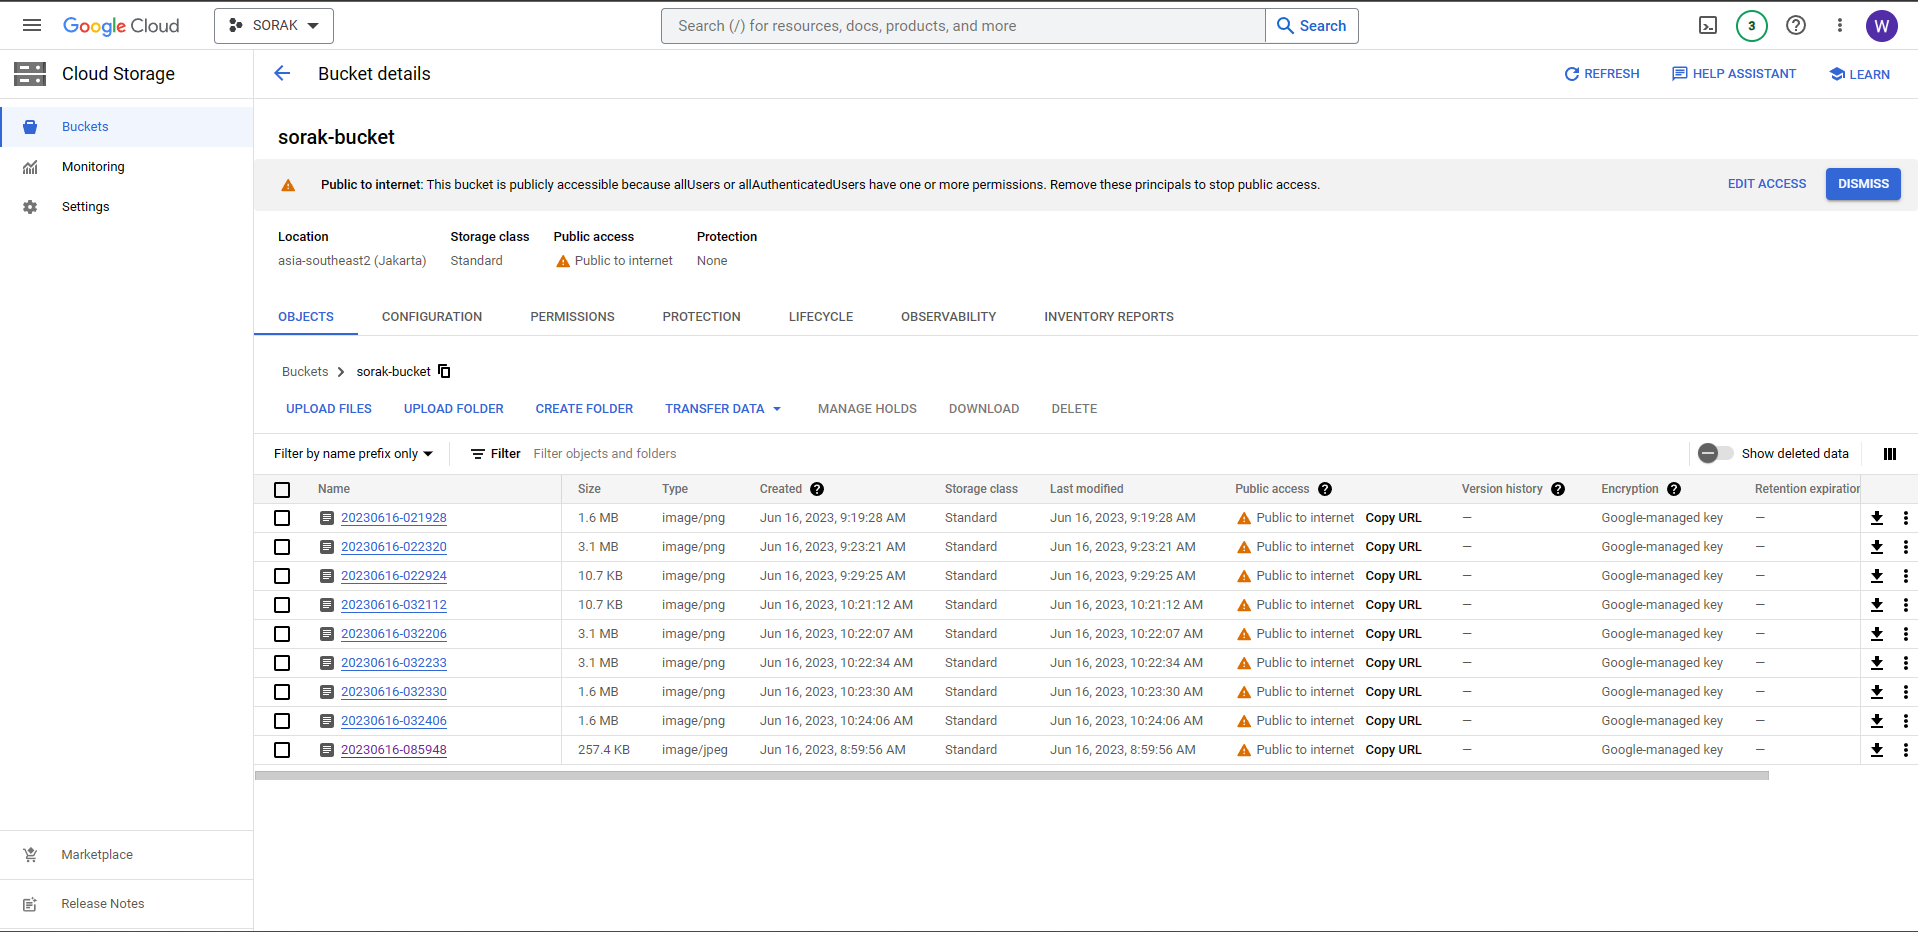 Google Cloud SORAK Search (/) for resources, docs, products, and more Search 3 W
Cloud Storage Bucket details REFRESH HELP ASSISTANT LEARN
Buckets
Monitoring
Settings
Marketplace
Release Notes
sorak-bucket
Public to internet: This bucket is publicly accessible because allUsers or allAuthenticatedUsers have one or more permissions. Remove these principals to stop public access. EDIT ACCESS DISMISS
Location Storage class Public access Protection
asia-southeast2 (Jakarta) Standard Public to internet None
OBJECTS CONFIGURATION PERMISSIONS PROTECTION LIFECYCLE OBSERVABILITY INVENTORY REPORTS
Buckets sorak-bucket
UPLOAD FILES UPLOAD FOLDER CREATE FOLDER TRANSFER DATA MANAGE HOLDS DOWNLOAD DELETE
Filter by name prefix only Filter Filter objects and folders Show deleted data
Name Size Type Created Storage class Last modified Public access Version history Encryption Retention expiration
20230616-021928 1.6 MB image/png Jun 16, 2023, 9:19:28 AM Standard Jun 16, 2023, 9:19:28 AM Public to internet Copy URL — Google-managed key —
20230616-022320 3.1 MB image/png Jun 16, 2023, 9:23:21 AM Standard Jun 16, 2023, 9:23:21 AM Public to internet Copy URL — Google-managed key —
20230616-022924 10.7 KB image/png Jun 16, 2023, 9:29:25 AM Standard Jun 16, 2023, 9:29:25 AM Public to internet Copy URL — Google-managed key —
20230616-032112 10.7 KB image/png Jun 16, 2023, 10:21:12 AM Standard Jun 16, 2023, 10:21:12 AM Public to internet Copy URL — Google-managed key —
20230616-032206 3.1 MB image/png Jun 16, 2023, 10:22:07 AM Standard Jun 16, 2023, 10:22:07 AM Public to internet Copy URL — Google-managed key —
20230616-032233 3.1 MB image/png Jun 16, 2023, 10:22:34 AM Standard Jun 16, 2023, 10:22:34 AM Public to internet Copy URL — Google-managed key —
20230616-032330 1.6 MB image/png Jun 16, 2023, 10:23:30 AM Standard Jun 16, 2023, 10:23:30 AM Public to internet Copy URL — Google-managed key —
20230616-032406 1.6 MB image/png Jun 16, 2023, 10:24:06 AM Standard Jun 16, 2023, 10:24:06 AM Public to internet Copy URL — Google-managed key —
20230616-085948 257.4 KB image/jpeg Jun 16, 2023, 8:59:56 AM Standard Jun 16, 2023, 8:59:56 AM Public to internet Copy URL — Google-managed key —